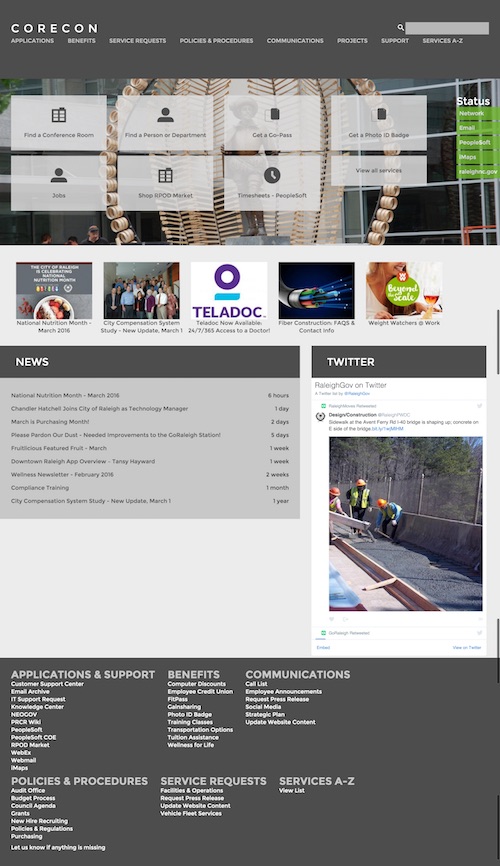 CORECON
APPLICATIONS BENEFITS SERVICE REQUESTS POLICIES & PROCEDURES COMMUNICATIONS PROJECTS SUPPORT SERVICES A-Z
Status
Network
Email
PeopleSoft
iMaps
raleighnc.gov
Find a Conference Room
Find a Person or Department
Get a Go-Pass
Get a Photo ID Badge
Jobs
Shop RPOD Market
Timesheets - PeopleSoft
View all services
THE CITY OF RALEIGH
IS CELEBRATING
NATIONAL
NUTRITION MONTH
TELADOC
Beyond
the
Scale
National Nutrition Month -
March 2016
City Compensation System
Study - New Update, March 1
Teladoc Now Available:
24/7/365 Access to a Doctor!
Fiber Construction: FAQS &
Contact Info
Weight Watchers @ Work
NEWS
National Nutrition Month - March 2016 6 hours
Chandler Hatchell Joins City of Raleigh as Technology Manager 1 day
March is Purchasing Month! 2 days
Please Pardon Our Dust - Needed Improvements to the GoRaleigh Station! 5 days
Fruitlicious Featured Fruit - March 1 week
Downtown Raleigh App Overview - Tansy Hayward 1 week
Wellness Newsletter - February 2016 2 weeks
Compliance Training 1 month
City Compensation System Study - New Update, March 1 1 year
TWITTER
RaleighGov on Twitter
A Twitter list by @RaleighGov
RaleighMoves Retweeted
Design/Construction @RaleighPWDC
Sidewalk at the Avent Ferry Rd I-40 bridge is shaping up; concrete on
E side of the bridge.
GoRaleigh Retweeted
Embed View on Twitter
APPLICATIONS & SUPPORT
Customer Support Center
Email Archive
IT Support Request
Knowledge Center
NEOGOV
PRCR Wiki
PeopleSoft
PeopleSoft COE
RPOD Market
WebEx
Webmail
iMaps
BENEFITS
Computer Discounts
Employee Credit Union
FitPass
Gainsharing
Photo ID Badge
Training Classes
Transportation Options
Tuition Assistance
Wellness for Life
COMMUNICATIONS
Call List
Employee Announcements
Request Press Release
Social Media
Strategic Plan
Update Website Content
POLICIES & PROCEDURES
Audit Office
Budget Process
Council Agenda
Grants
New Hire Recruiting
Policies & Regulations
Purchasing
SERVICE REQUESTS
Facilities & Operations
Request Press Release
Update Website Content
Vehicle Fleet Services
SERVICES A-Z
View List
Let us know if anything is missing